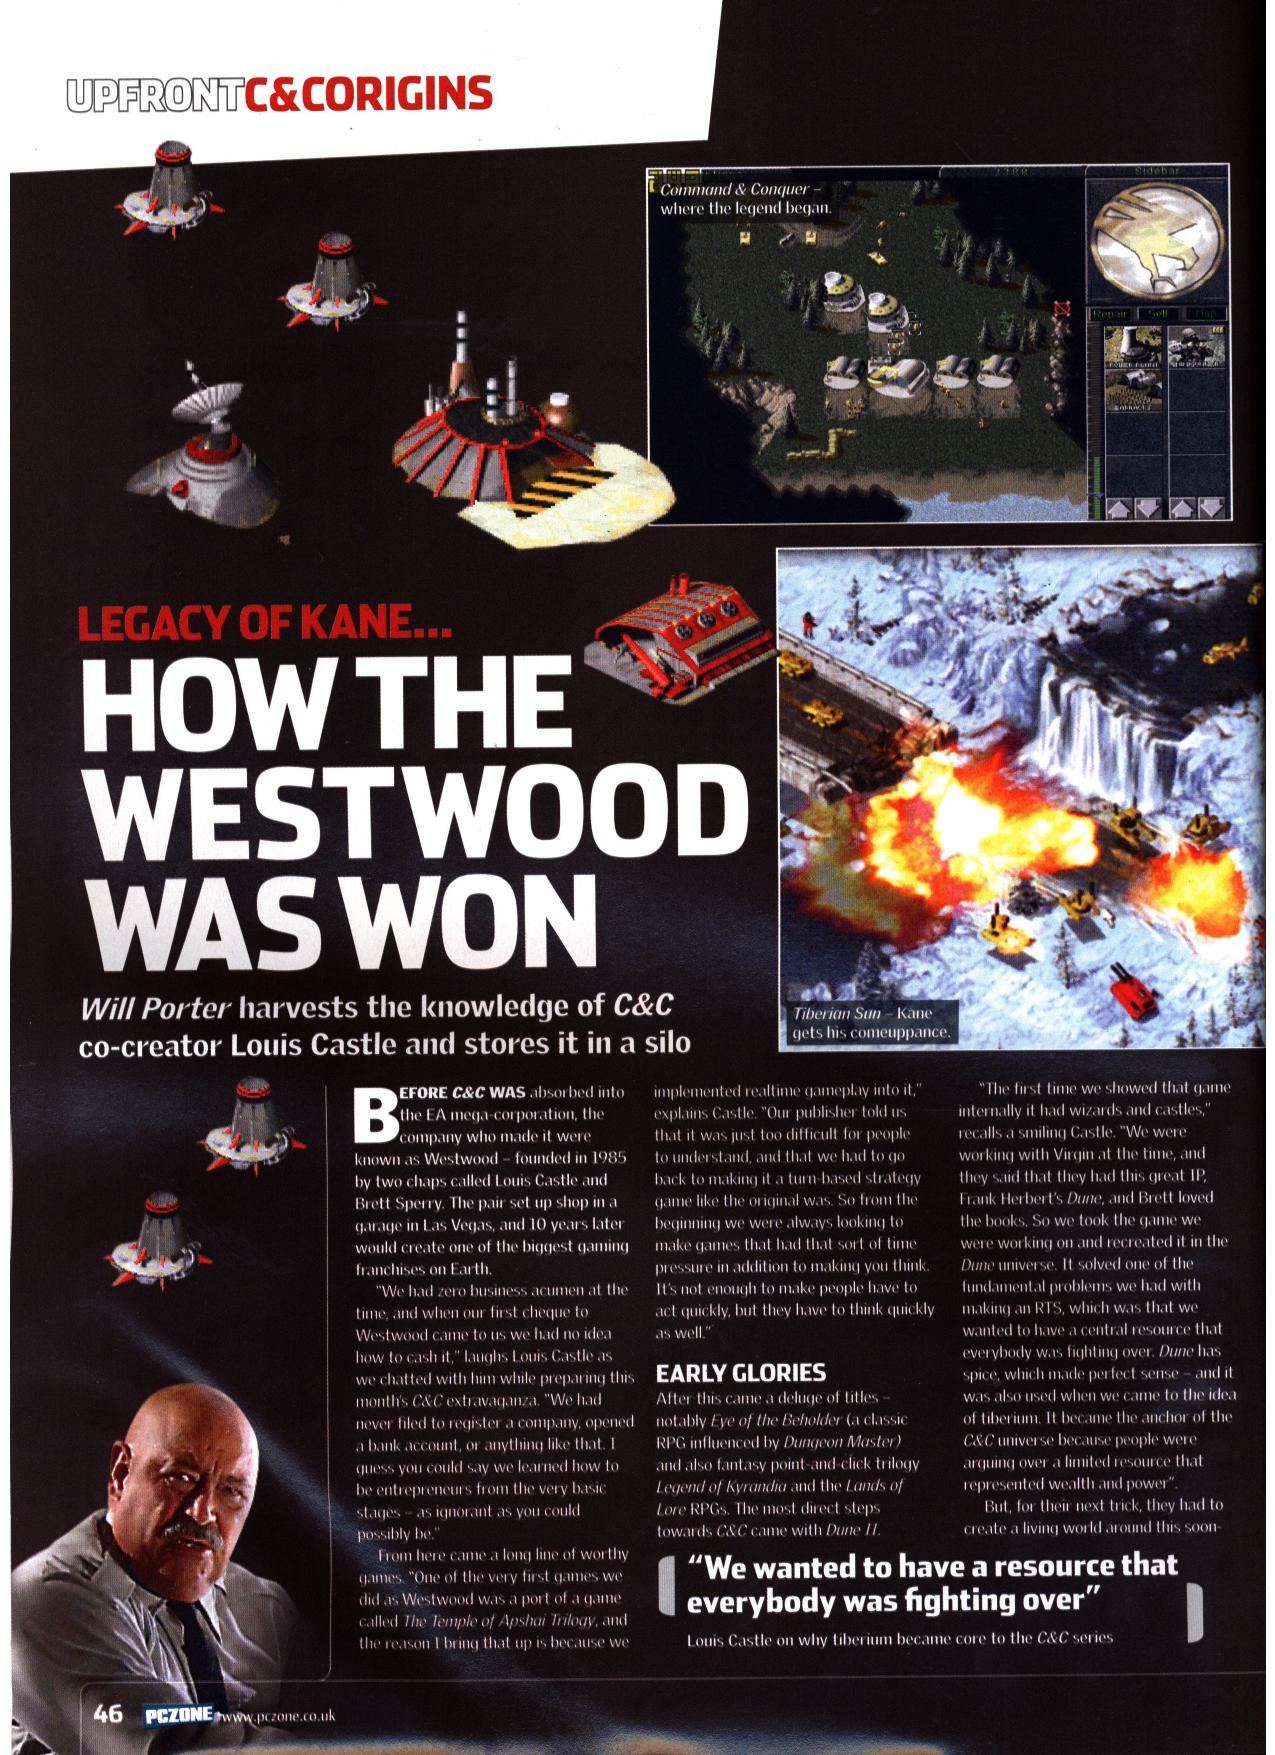 UPFRONTC&CORIGINS
Command & Conquer –
where the legend began.
2388
Sidebar
Repair
Sell
Map
LEGACY OF KANE...
HOW THE
WESTWOOD
WAS WON
Will Porter harvests the knowledge of C&C
co-creator Louis Castle and stores it in a silo
Tiberian Sun – Kane
gets his comeuppance.
BEFORE C&C WAS absorbed into
the EA mega-corporation, the
company who made it were
known as Westwood – founded in 1985
by two chaps called Louis Castle and
Brett Sperry. The pair set up shop in a
garage in Las Vegas, and 10 years later
would create one of the biggest gaming
franchises on Earth.
"We had zero business acumen at the
time, and when our first cheque to
Westwood came to us we had no idea
how to cash it," laughs Louis Castle as
we chatted with him while preparing this
month's C&C extravaganza. "We had
never filed to register a company, opened
a bank account, or anything like that. I
guess you could say we learned how to
be entrepreneurs from the very basic
stages – as ignorant as you could
possibly be."
From here came a long line of worthy
games. "One of the very first games we
did as Westwood was a port of a game
called The Temple of Apshai Trilogy, and
the reason I bring that up is because we
implemented realtime gameplay into it,"
explains Castle. "Our publisher told us
that it was just too difficult for people
to understand, and that we had to go
back to making it a turn-based strategy
game like the original was. So from the
beginning we were always looking to
make games that had that sort of time
pressure in addition to making you think.
It's not enough to make people have to
act quickly, but they have to think quickly
as well."
EARLY GLORIES
After this came a deluge of titles –
notably Eye of the Beholder (a classic
RPG influenced by Dungeon Master)
and also fantasy point-and-click trilogy
Legend of Kyrandia and the Lands of
Lore RPGs. The most direct steps
towards C&C came with Dune II.
"The first time we showed that game
internally it had wizards and castles,"
recalls a smiling Castle. "We were
working with Virgin at the time, and
they said that they had this great IP,
Frank Herbert's Dune, and Brett loved
the books. So we took the game we
were working on and recreated it in the
Dune universe. It solved one of the
fundamental problems we had with
making an RTS, which was that we
wanted to have a central resource that
everybody was fighting over. Dune has
spice, which made perfect sense – and it
was also used when we came to the idea
of tiberium. It became the anchor of the
C&C universe because people were
arguing over a limited resource that
represented wealth and power".
But, for their next trick, they had to
create a living world around this soon-
"We wanted to have a resource that
everybody was fighting over"
Louis Castle on why tiberium became core to the C&C series
46 PCZONE www.pczone.co.uk